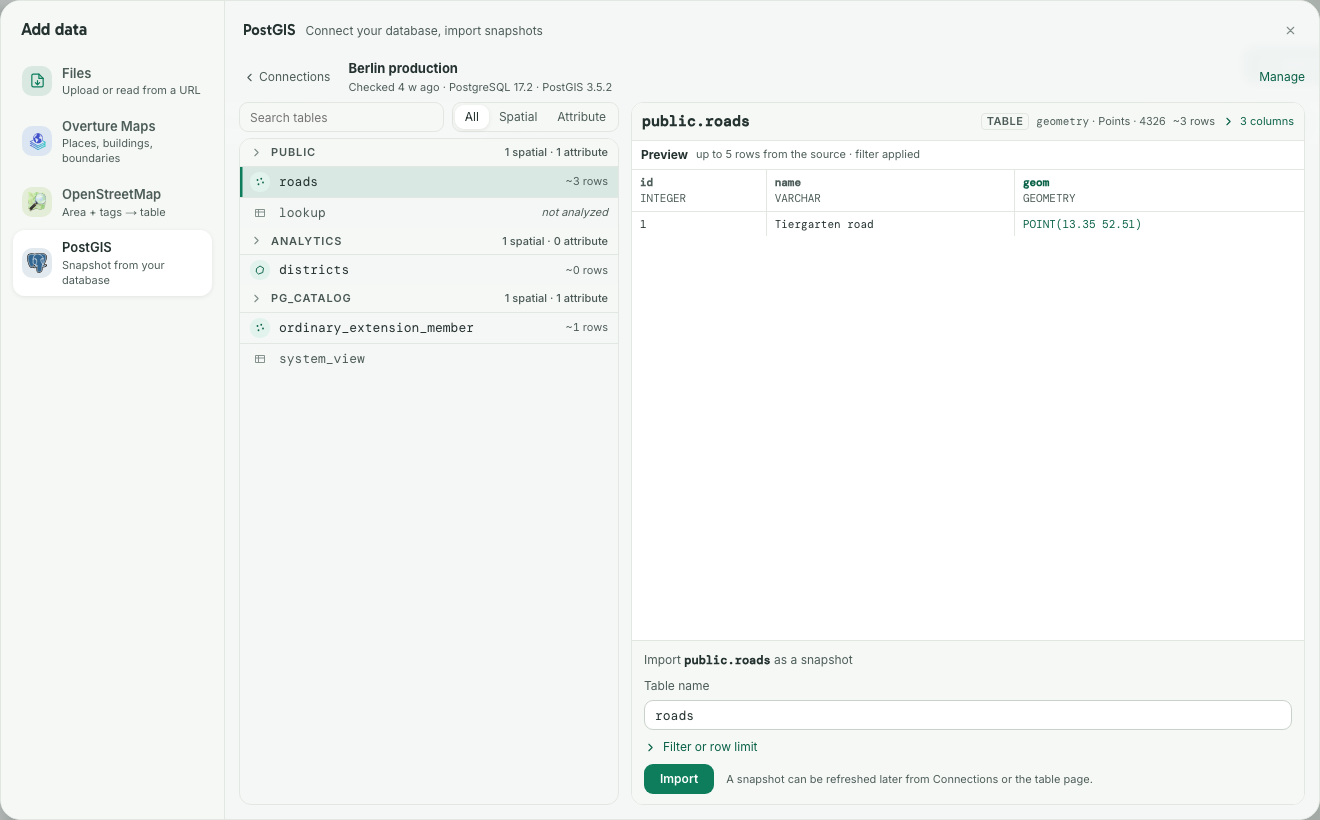 Add data
Files
Upload or read from a URL
Overture Maps
Places, buildings,
boundaries
OpenStreetMap
Area + tags → table
PostGIS
Snapshot from your
database
PostGIS Connect your database, import snapshots
Connections
Berlin production
Checked 4 w ago · PostgreSQL 17.2 · PostGIS 3.5.2
Manage
Search tables
All Spatial Attribute
PUBLIC 1 spatial · 1 attribute
roads ~3 rows
lookup not analyzed
ANALYTICS 1 spatial · 0 attribute
districts ~0 rows
PG_CATALOG 1 spatial · 1 attribute
ordinary_extension_member ~1 rows
system_view
public.roads TABLE geometry · Points · 4326 ~3 rows 3 columns
Preview up to 5 rows from the source · filter applied
id name geom
INTEGER VARCHAR GEOMETRY
1 Tiergarten road POINT(13.35 52.51)
Import public.roads as a snapshot
Table name
roads
Filter or row limit
Import A snapshot can be refreshed later from Connections or the table page.